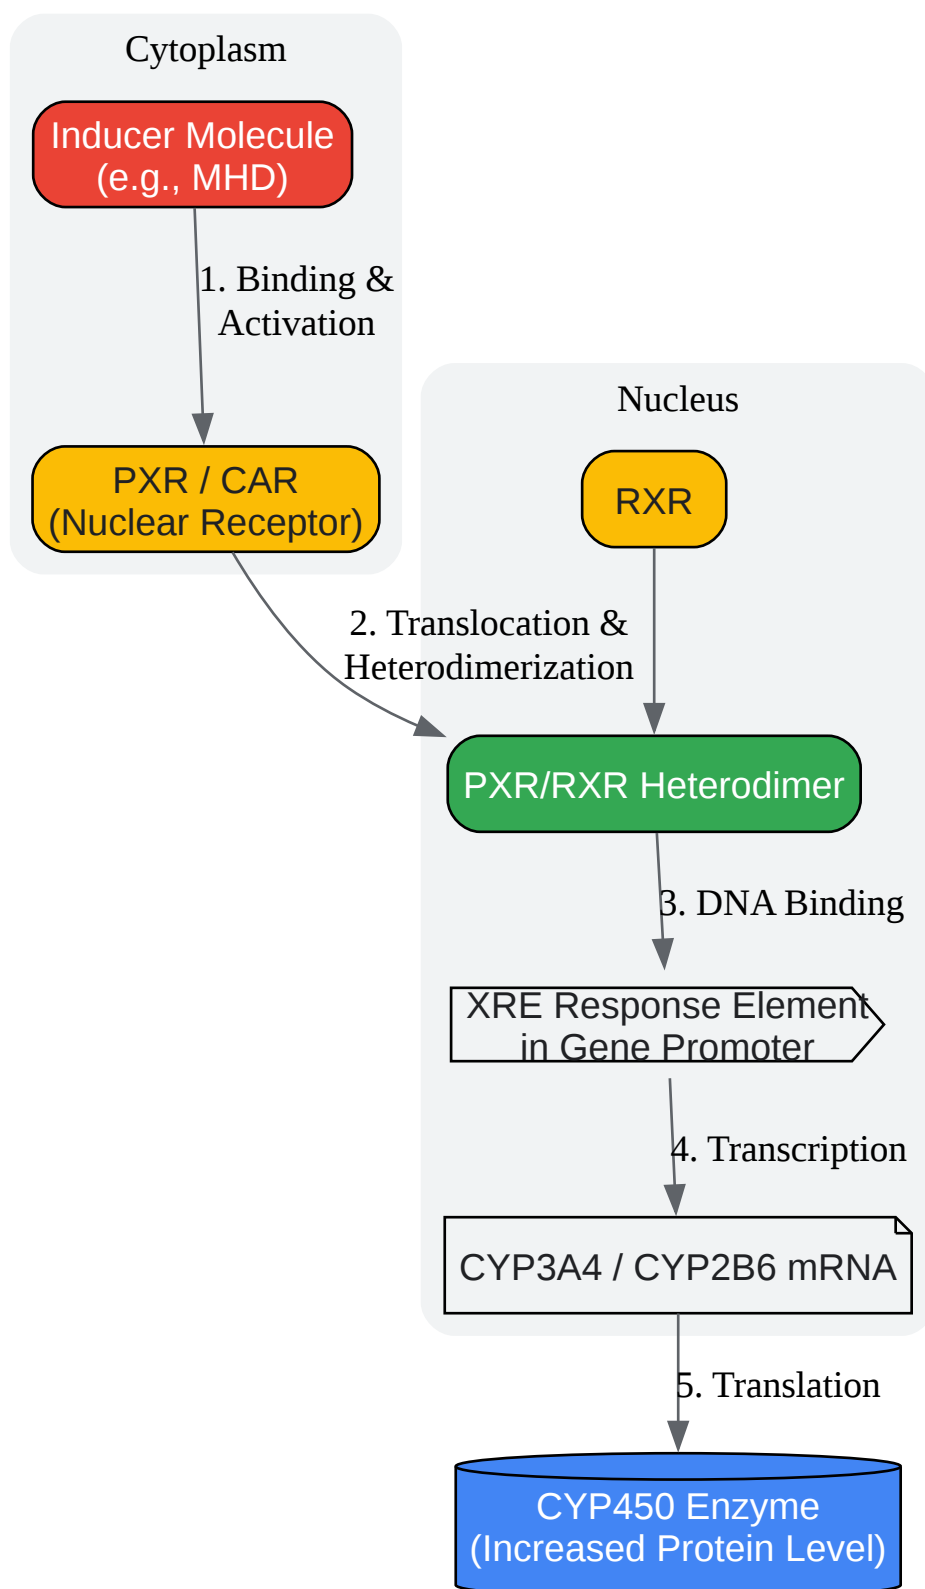 Cytoplasm
Inducer Molecule
(e.g., MHD)
1. Binding &
Activation
PXR / CAR
(Nuclear Receptor)
Nucleus
RXR
2. Translocation &
Heterodimerization
PXR/RXR Heterodimer
3. DNA Binding
XRE Response Element
in Gene Promoter
4. Transcription
CYP3A4 / CYP2B6 mRNA
5. Translation
CYP450 Enzyme
(Increased Protein Level)